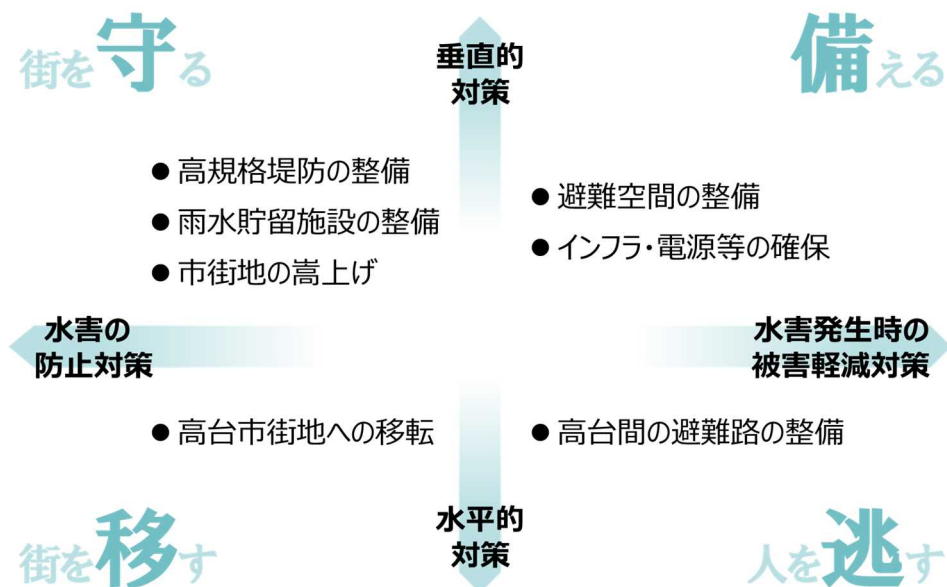 街を守る
垂直的
対策
備える
● 高規格堤防の整備
● 雨水貯留施設の整備
● 市街地の嵩上げ
● 避難空間の整備
● インフラ・電源等の確保
水害の
防止対策
水害発生時の
被害軽減対策
● 高台市街地への移転
● 高台間の避難路の整備
街を移す
水平的
対策
人を逃す